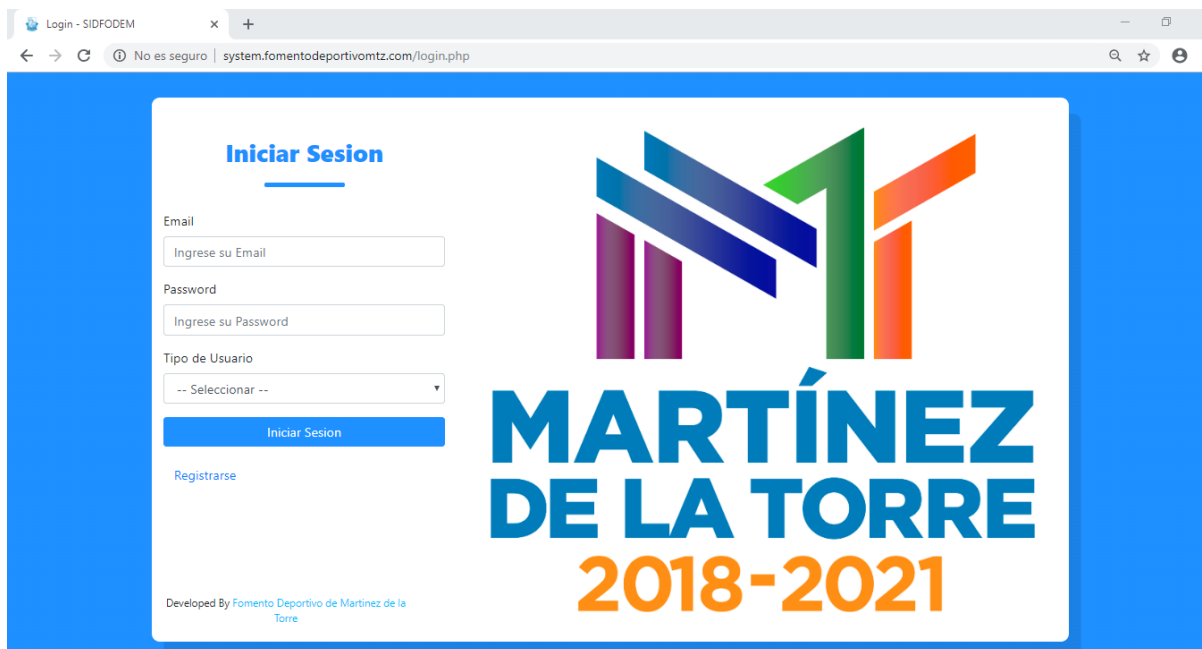 Login - SIDFODEM
No es seguro | system.fomentodeportivomtz.com/login.php
Iniciar Sesion
Email
Ingrese su Email
Password
Ingrese su Password
Tipo de Usuario
-- Seleccionar --
Iniciar Sesion
Registrarse
Developed By Fomento Deportivo de Martinez de la
Torre
MARTÍNEZ
DE LA TORRE
2018-2021